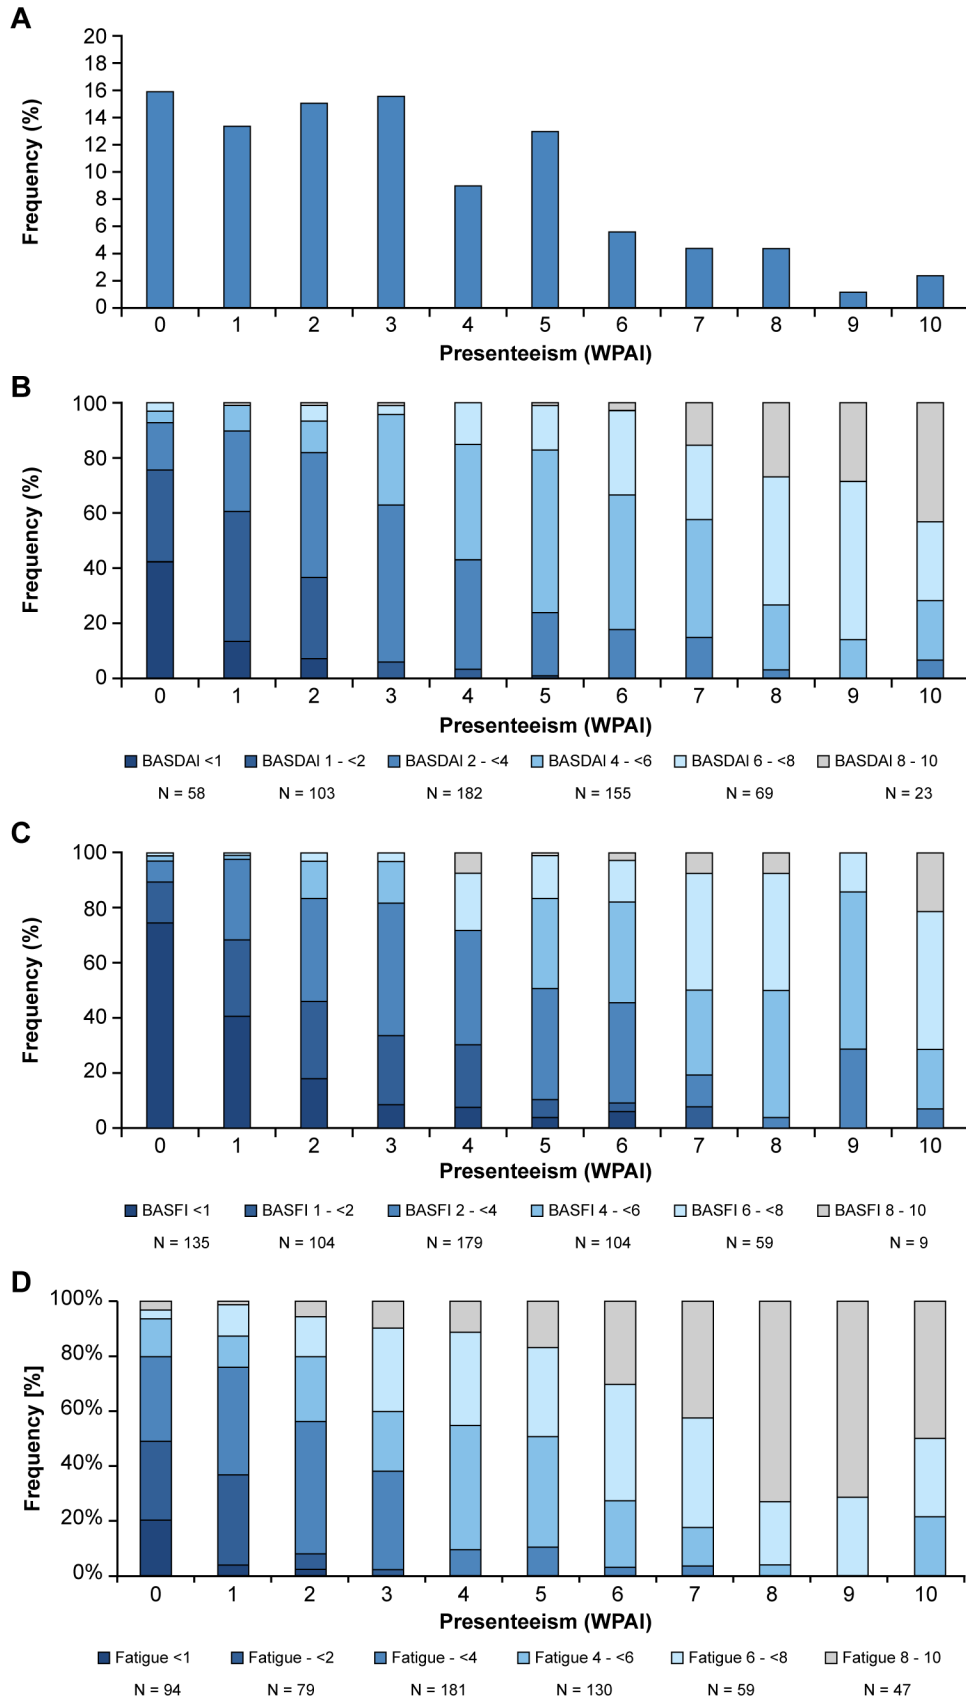 A
20
18
16
14
12
10
8
6
4
2
0
Frequency (%)
0 1 2 3 4 5 6 7 8 9 10
Presenteeism (WPAI)
B
100
80
60
40
20
0
Frequency (%)
0 1 2 3 4 5 6 7 8 9 10
Presenteeism (WPAI)
BASDAI <1 BASDAI 1 - <2 BASDAI 2 - <4 BASDAI 4 - <6 BASDAI 6 - <8 BASDAI 8 - 10
N = 58 N = 103 N = 182 N = 155 N = 69 N = 23
C
100
80
60
40
20
0
Frequency (%)
0 1 2 3 4 5 6 7 8 9 10
Presenteeism (WPAI)
BASFI <1 BASFI 1 - <2 BASFI 2 - <4 BASFI 4 - <6 BASFI 6 - <8 BASFI 8 - 10
N = 135 N = 104 N = 179 N = 104 N = 59 N = 9
D
100%
80%
60%
40%
20%
0%
Frequency [%]
0 1 2 3 4 5 6 7 8 9 10
Presenteeism (WPAI)
Fatigue <1 Fatigue - <2 Fatigue - <4 Fatigue 4 - <6 Fatigue 6 - <8 Fatigue 8 - 10
N = 94 N = 79 N = 181 N = 130 N = 59 N = 47